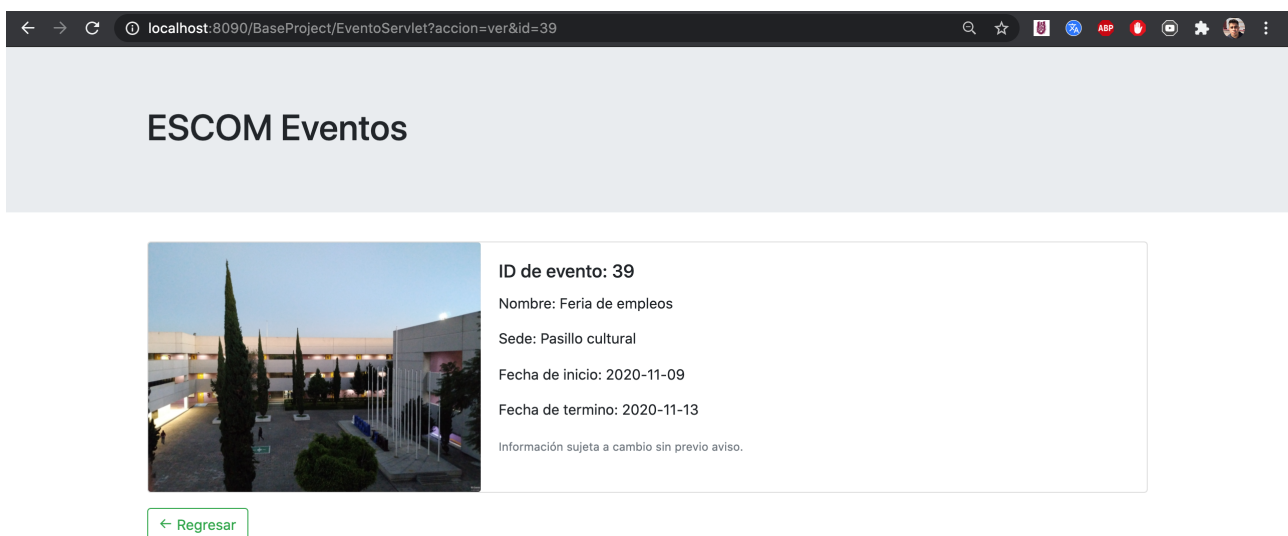 localhost:8090/BaseProject/EventoServlet?accion=ver&id=39
ABP
ESCOM Eventos
ID de evento: 39
Nombre: Feria de empleos
Sede: Pasillo cultural
Fecha de inicio: 2020-11-09
Fecha de termino: 2020-11-13
Información sujeta a cambio sin previo aviso.
← Regresar